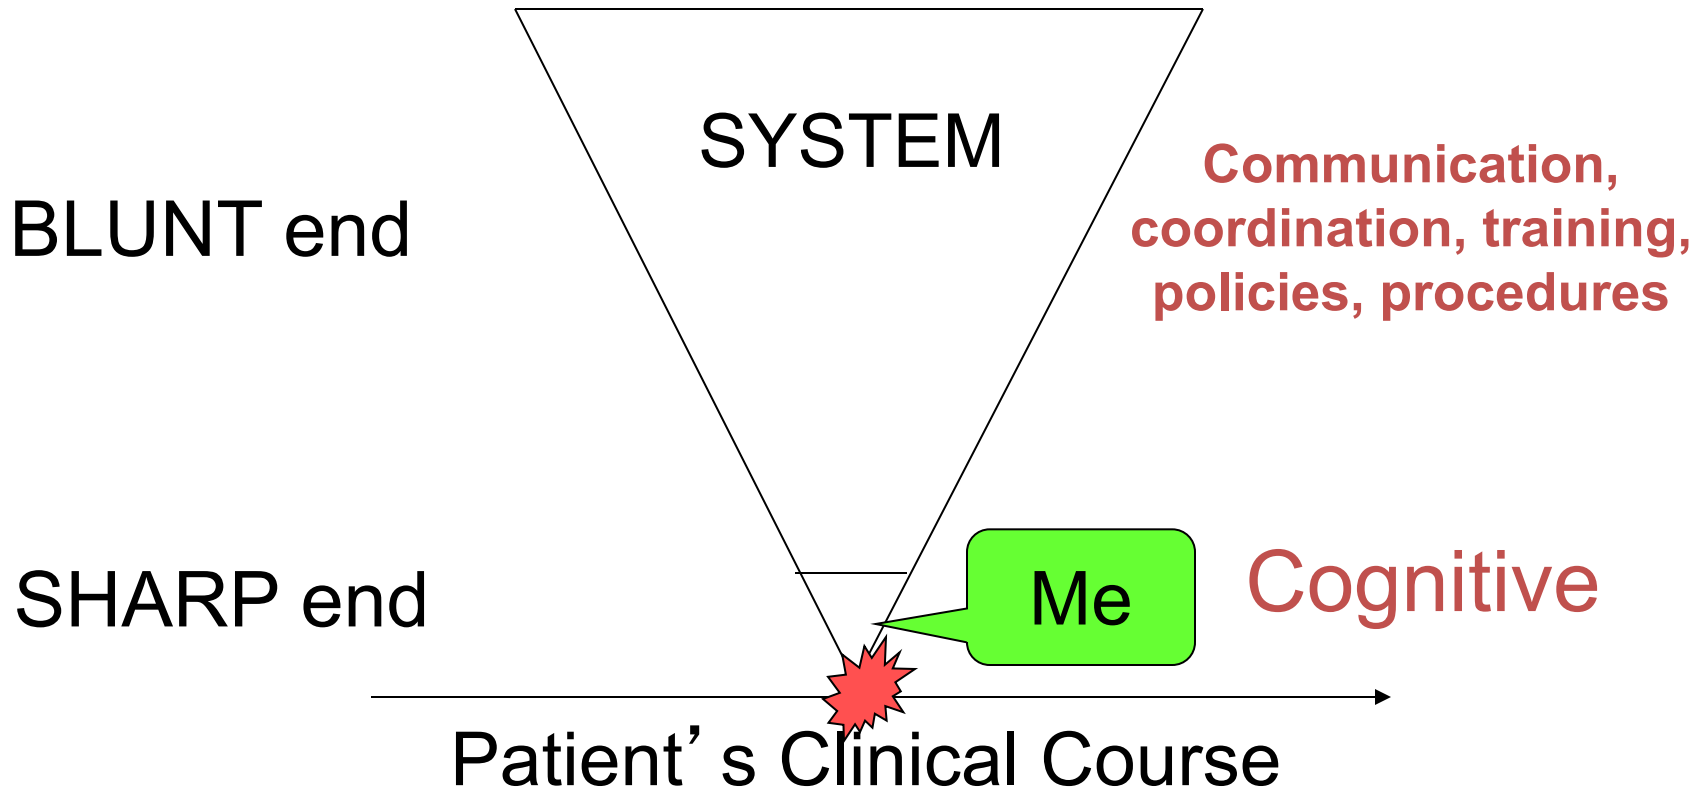 SYSTEM
BLUNT end
Communication,
coordination, training,
policies, procedures
SHARP end
Me
Cognitive
Patient’s Clinical Course